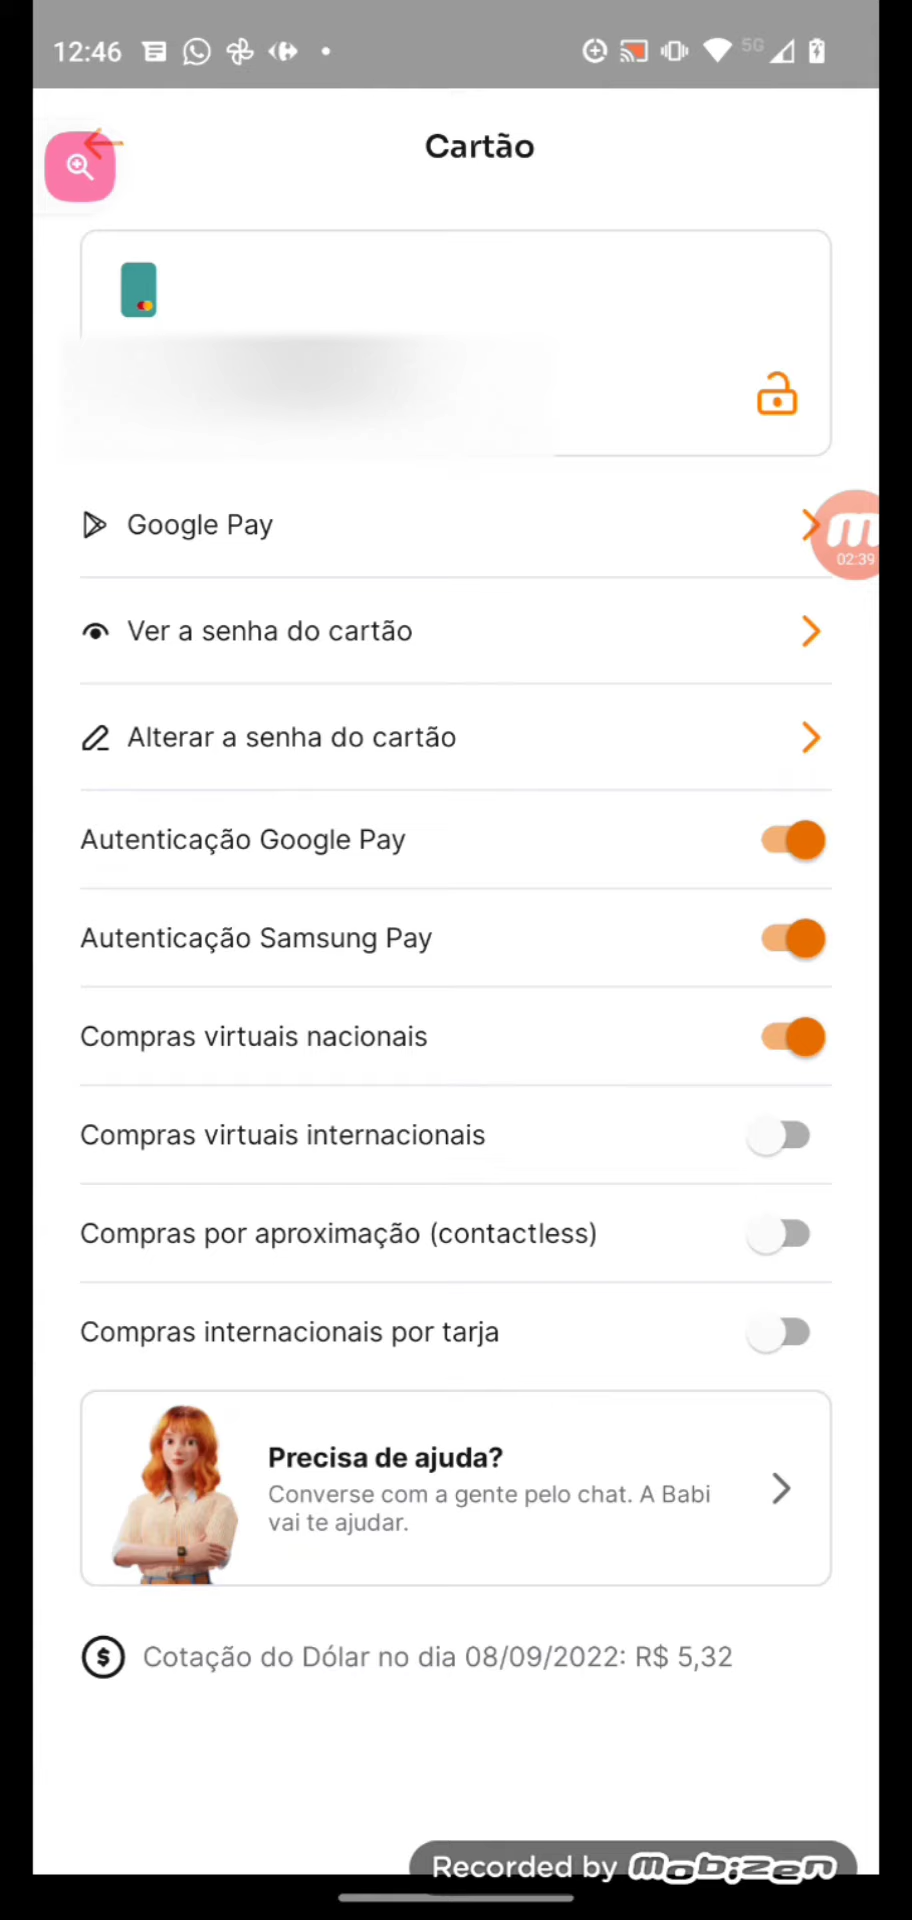 12:46
5G
Cartão
Google Pay
02:39
Ver a senha do cartão
Alterar a senha do cartão
Autenticação Google Pay
Autenticação Samsung Pay
Compras virtuais nacionais
Compras virtuais internacionais
Compras por aproximação (contactless)
Compras internacionais por tarja
Precisa de ajuda?
Converse com a gente pelo chat. A Babi
vai te ajudar.
Cotação do Dólar no dia 08/09/2022: R$ 5,32
Recorded by mobizen